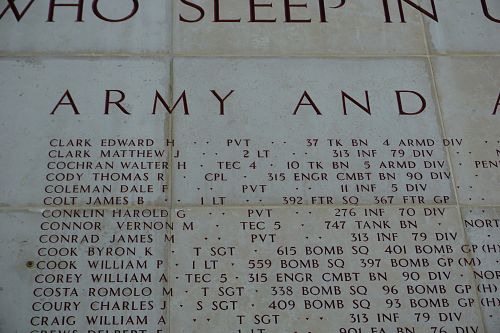 WHO SLEEP IN U
ARMY AND A
CLARK EDWARD H · PVT · 37 TK BN · 4 ARMD DIV
CLARK MATTHEW J · 2 LT · 313 INF 79 DIV
COCHRAN WALTER H · TEC 4 · 10 TK BN 5 ARMD DIV · PEN
CODY THOMAS R · CPL · 315 ENGR CMBT BN 90 DIV
COLEMAN DALE F · PVT · 11 INF 5 DIV
COLT JAMES B · 1 LT · 392 FTR SQ 367 FTR GP
CONKLIN HAROLD G · PVT · 276 INF 70 DIV
CONNOR VERNON M · TEC 5 · 747 TANK BN · NORT
CONRAD JAMES M · PVT · 313 INF 79 DIV
COOK BYRON K · T SGT · 615 BOMB SQ 401 BOMB GP (H)
COOK WILLIAM P · 1 LT · 559 BOMB SQ 397 BOMB GP (M)
COREY WILLIAM A · TEC 5 · 315 ENGR CMBT BN 90 DIV · NOR
COSTA ROMOLO M · T SGT · 338 BOMB SQ 96 BOMB GP (H)
COURY CHARLES J · S SGT · 409 BOMB SQ 93 BOMB GP (H)
CRAIG WILLIAM A · T SGT · 313 INF 79 DIV
CREWS DELBERT